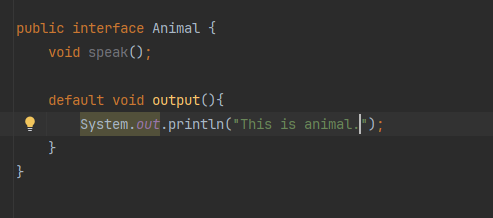 public interface Animal {
void speak();
default void output(){
System.out.println("This is animal.");
}
}